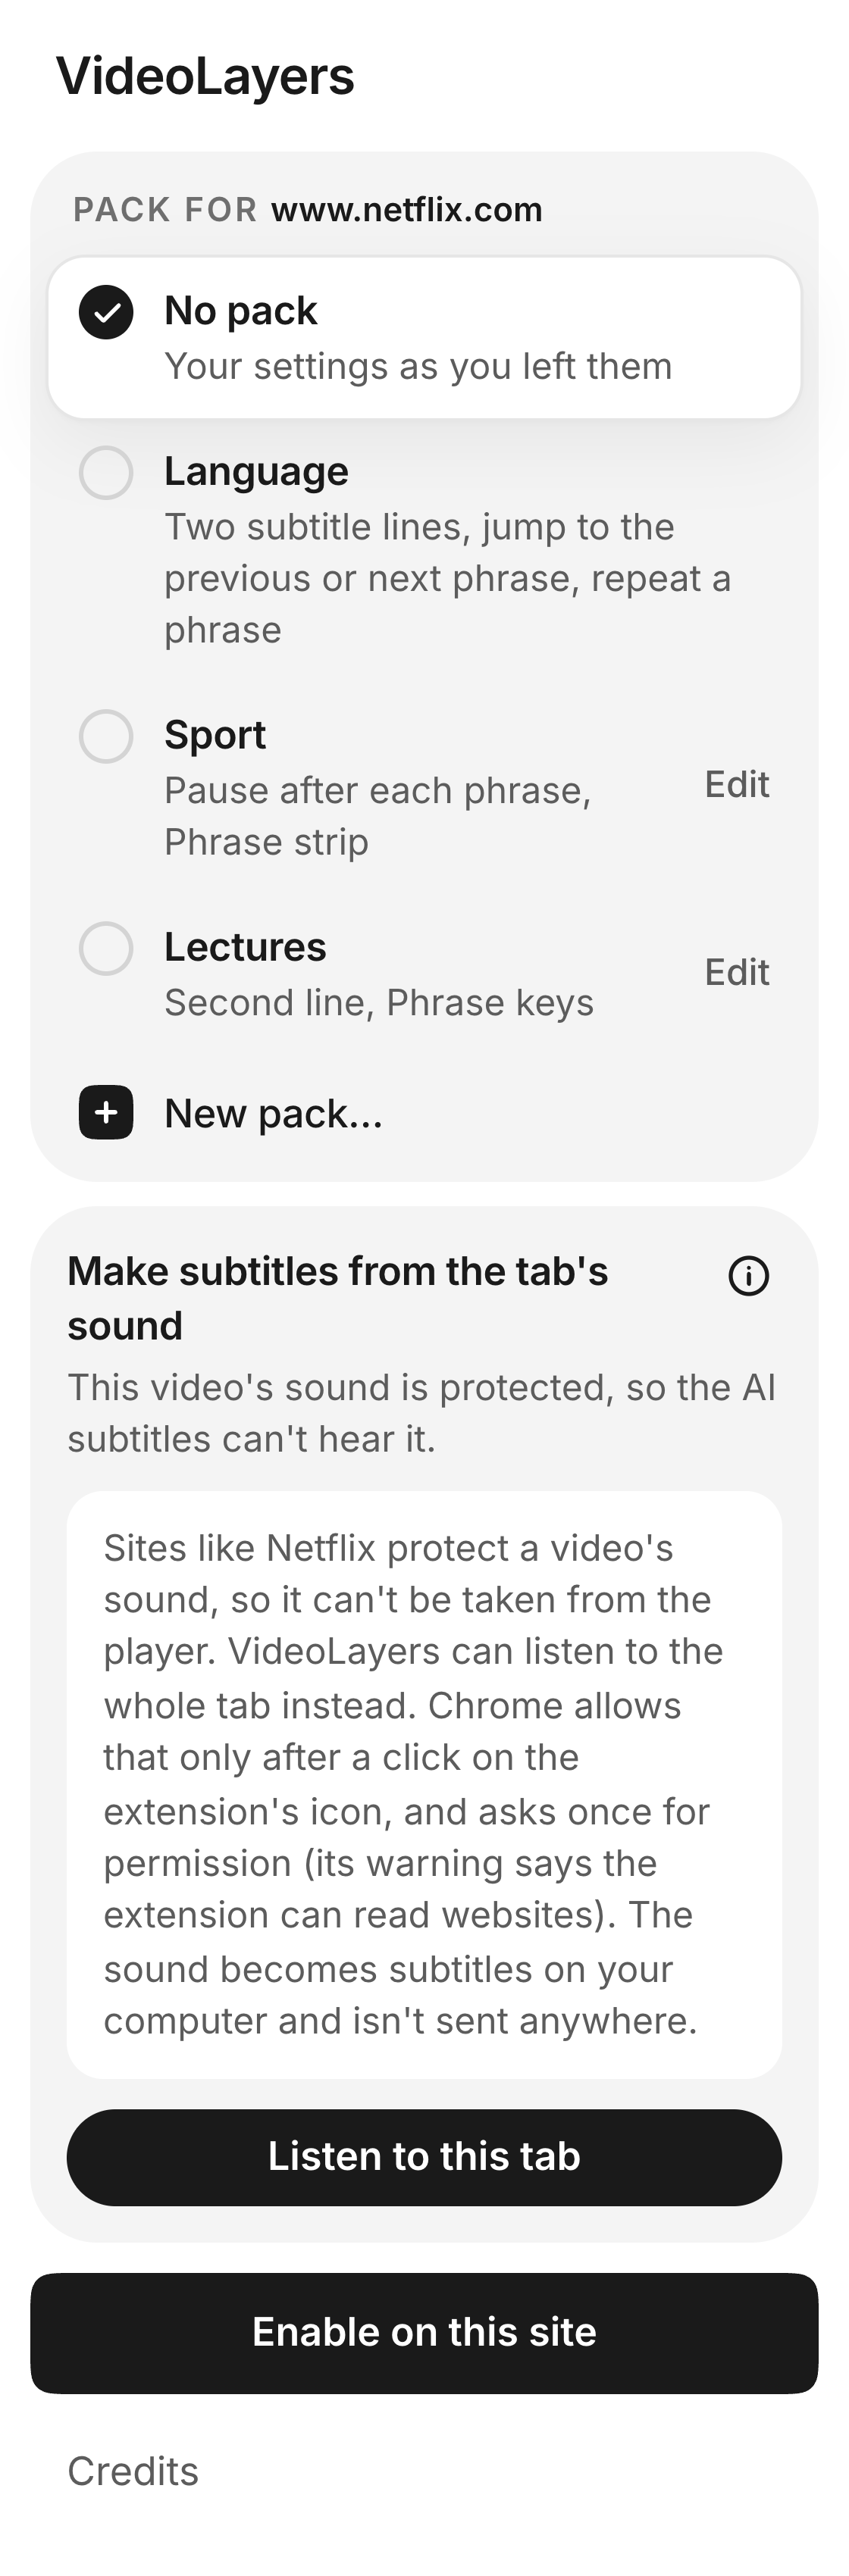 VideoLayers
PACK FOR www.netflix.com
No pack
Your settings as you left them
Language
Two subtitle lines, jump to the
previous or next phrase, repeat a
phrase
Sport
Pause after each phrase,
Phrase strip
Edit
Lectures
Second line, Phrase keys
Edit
New pack...
Make subtitles from the tab's
sound
This video's sound is protected, so the AI
subtitles can't hear it.
Sites like Netflix protect a video's
sound, so it can't be taken from the
player. VideoLayers can listen to the
whole tab instead. Chrome allows
that only after a click on the
extension's icon, and asks once for
permission (its warning says the
extension can read websites). The
sound becomes subtitles on your
computer and isn't sent anywhere.
Listen to this tab
Enable on this site
Credits